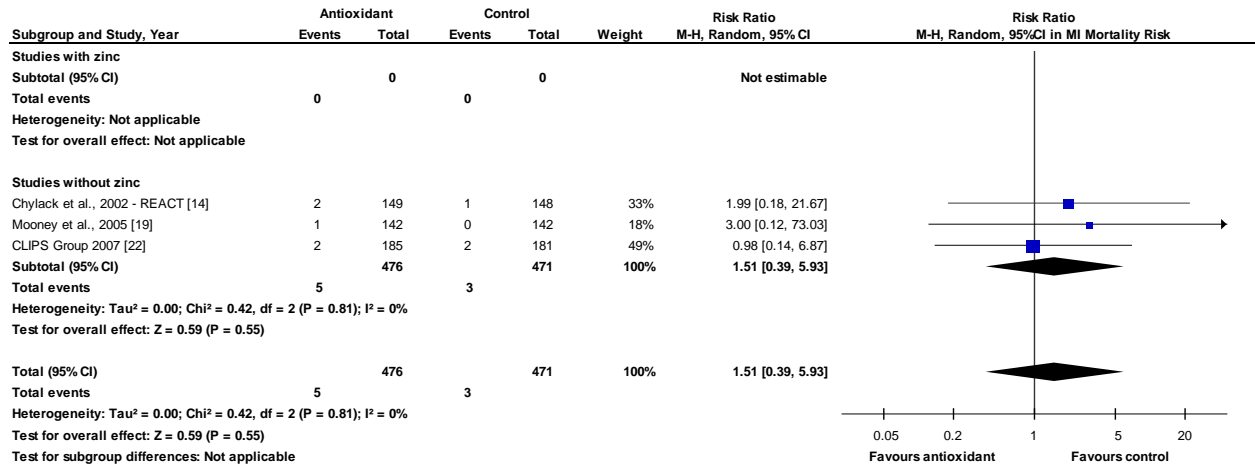 Antioxidant Control Risk Ratio Risk Ratio
Subgroup and Study, Year Events Total Events Total Weight M-H, Random, 95% CI M-H, Random, 95%CI in MI Mortality Risk
Studies with zinc
Subtotal (95% CI) 0 0 Not estimable
Total events 0 0
Heterogeneity: Not applicable
Test for overall effect: Not applicable
Studies without zinc
Chylack et al., 2002 - REACT [14] 2 149 1 148 33% 1.99 [0.18, 21.67]
Mooney et al., 2005 [19] 1 142 0 142 18% 3.00 [0.12, 73.03]
CLIPS Group 2007 [22] 2 185 2 181 49% 0.98 [0.14, 6.87]
Subtotal (95% CI) 476 471 100% 1.51 [0.39, 5.93]
Total events 5 3
Heterogeneity: Tau² = 0.00; Chi² = 0.42, df = 2 (P = 0.81); I² = 0%
Test for overall effect: Z = 0.59 (P = 0.55)
Total (95% CI) 476 471 100% 1.51 [0.39, 5.93]
Total events 5 3
Heterogeneity: Tau² = 0.00; Chi² = 0.42, df = 2 (P = 0.81); I² = 0%
Test for overall effect: Z = 0.59 (P = 0.55)
Test for subgroup differences: Not applicable
0.05 0.2 1 5 20
Favours antioxidant Favours control